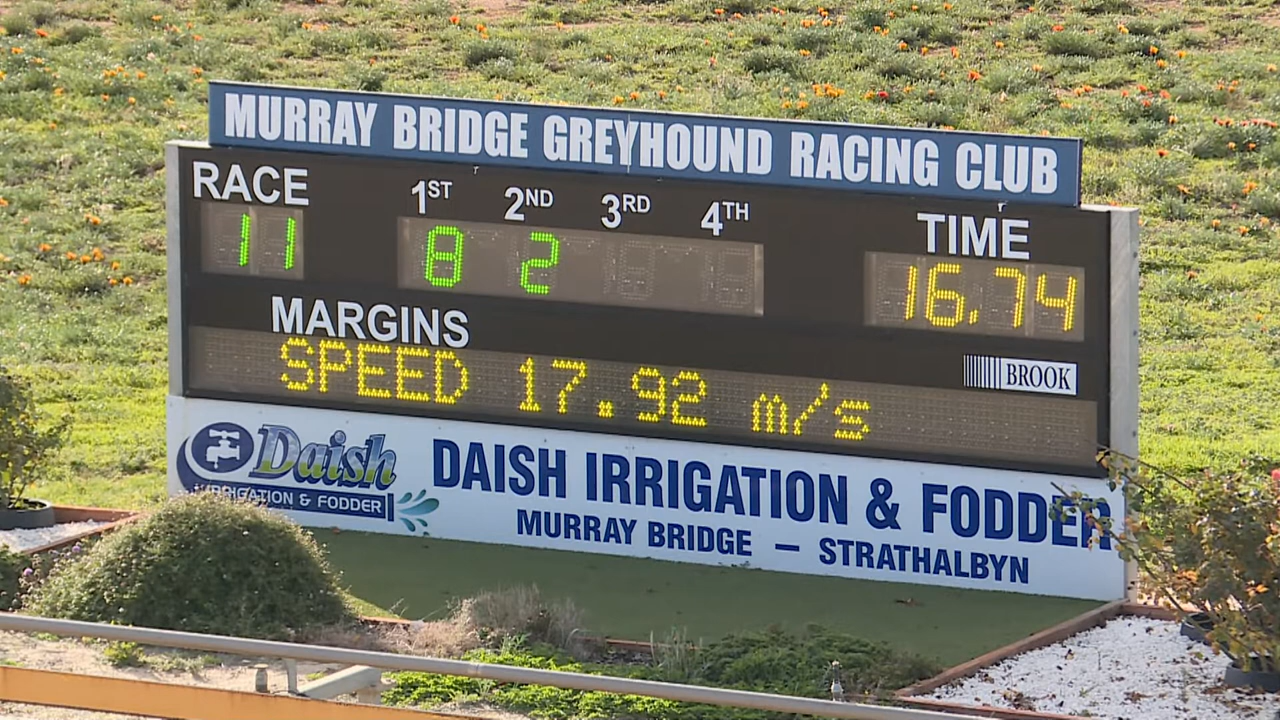 MURRAY BRIDGE GREYHOUND RACING CLUB
RACE 1ST 2ND 3RD 4TH TIME
11 8 2 16.74
MARGINS
BROOK
SPEED 17.92 m/s
Daish
IRRIGATION & FODDER
DAISH IRRIGATION & FODDER
MURRAY BRIDGE – STRATHALBYN